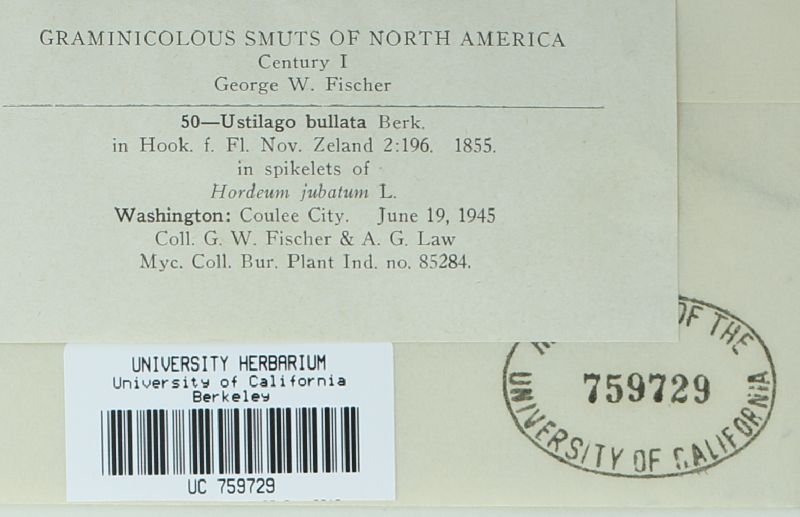 GRAMINICOLOUS SMUTS OF NORTH AMERICA
Century I
George W. Fischer
50—Ustilago bullata Berk.
in Hook. f. Fl. Nov. Zeland 2:196. 1855.
in spikelets of
Hordeum jubatum L.
Washington: Coulee City. June 19, 1945
Coll. G. W. Fischer & A. G. Law
Myc. Coll. Bur. Plant Ind. no. 85284.
UNIVERSITY HERBARIUM
University of California
Berkeley
UC 759729
OF THE
759729
UNIVERSITY OF CALIFORNIA